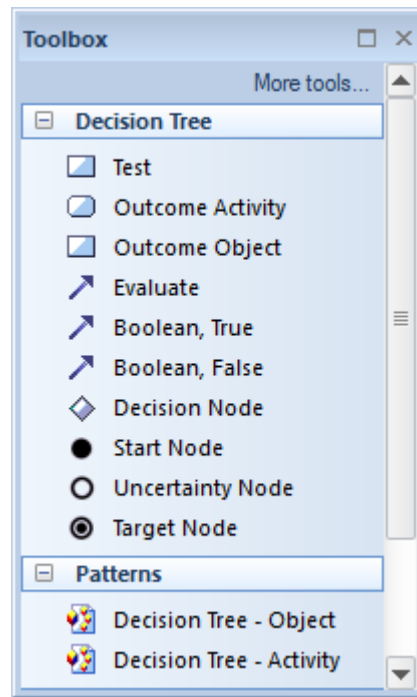 Toolbox
More tools...
Decision Tree
Test
Outcome Activity
Outcome Object
Evaluate
Boolean, True
Boolean, False
Decision Node
Start Node
Uncertainty Node
Target Node
Patterns
Decision Tree - Object
Decision Tree - Activity